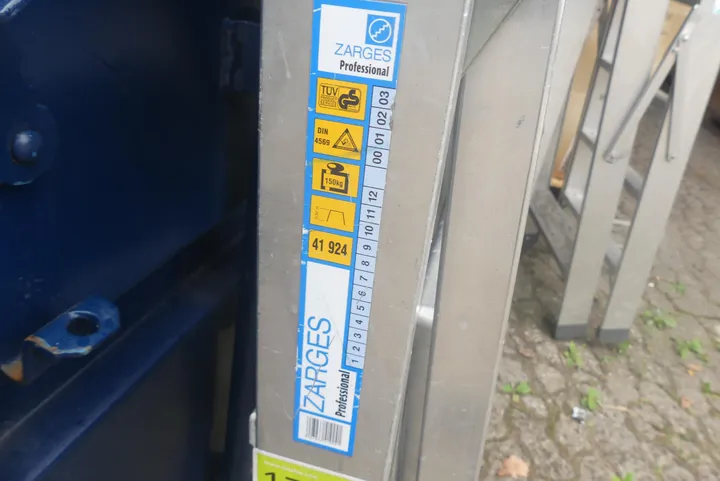 ZARGES
Professional
TÜV
GS
DIN
4569
150kg
41 924
00 01 02 03
1 2 3 4 5 6 7 8 9 10 11 12
ZARGES
Professional